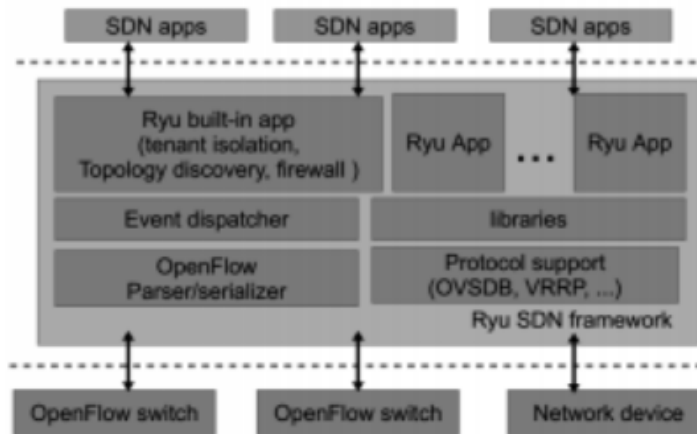 SDN apps
SDN apps
SDN apps
Ryu built-in app
(tenant isolation,
Topology discovery, firewall )
Ryu App
...
Ryu App
Event dispatcher
libraries
OpenFlow
Parser/serializer
Protocol support
(OVSDB, VRRP, ...)
Ryu SDN framework
OpenFlow switch
OpenFlow switch
Network device